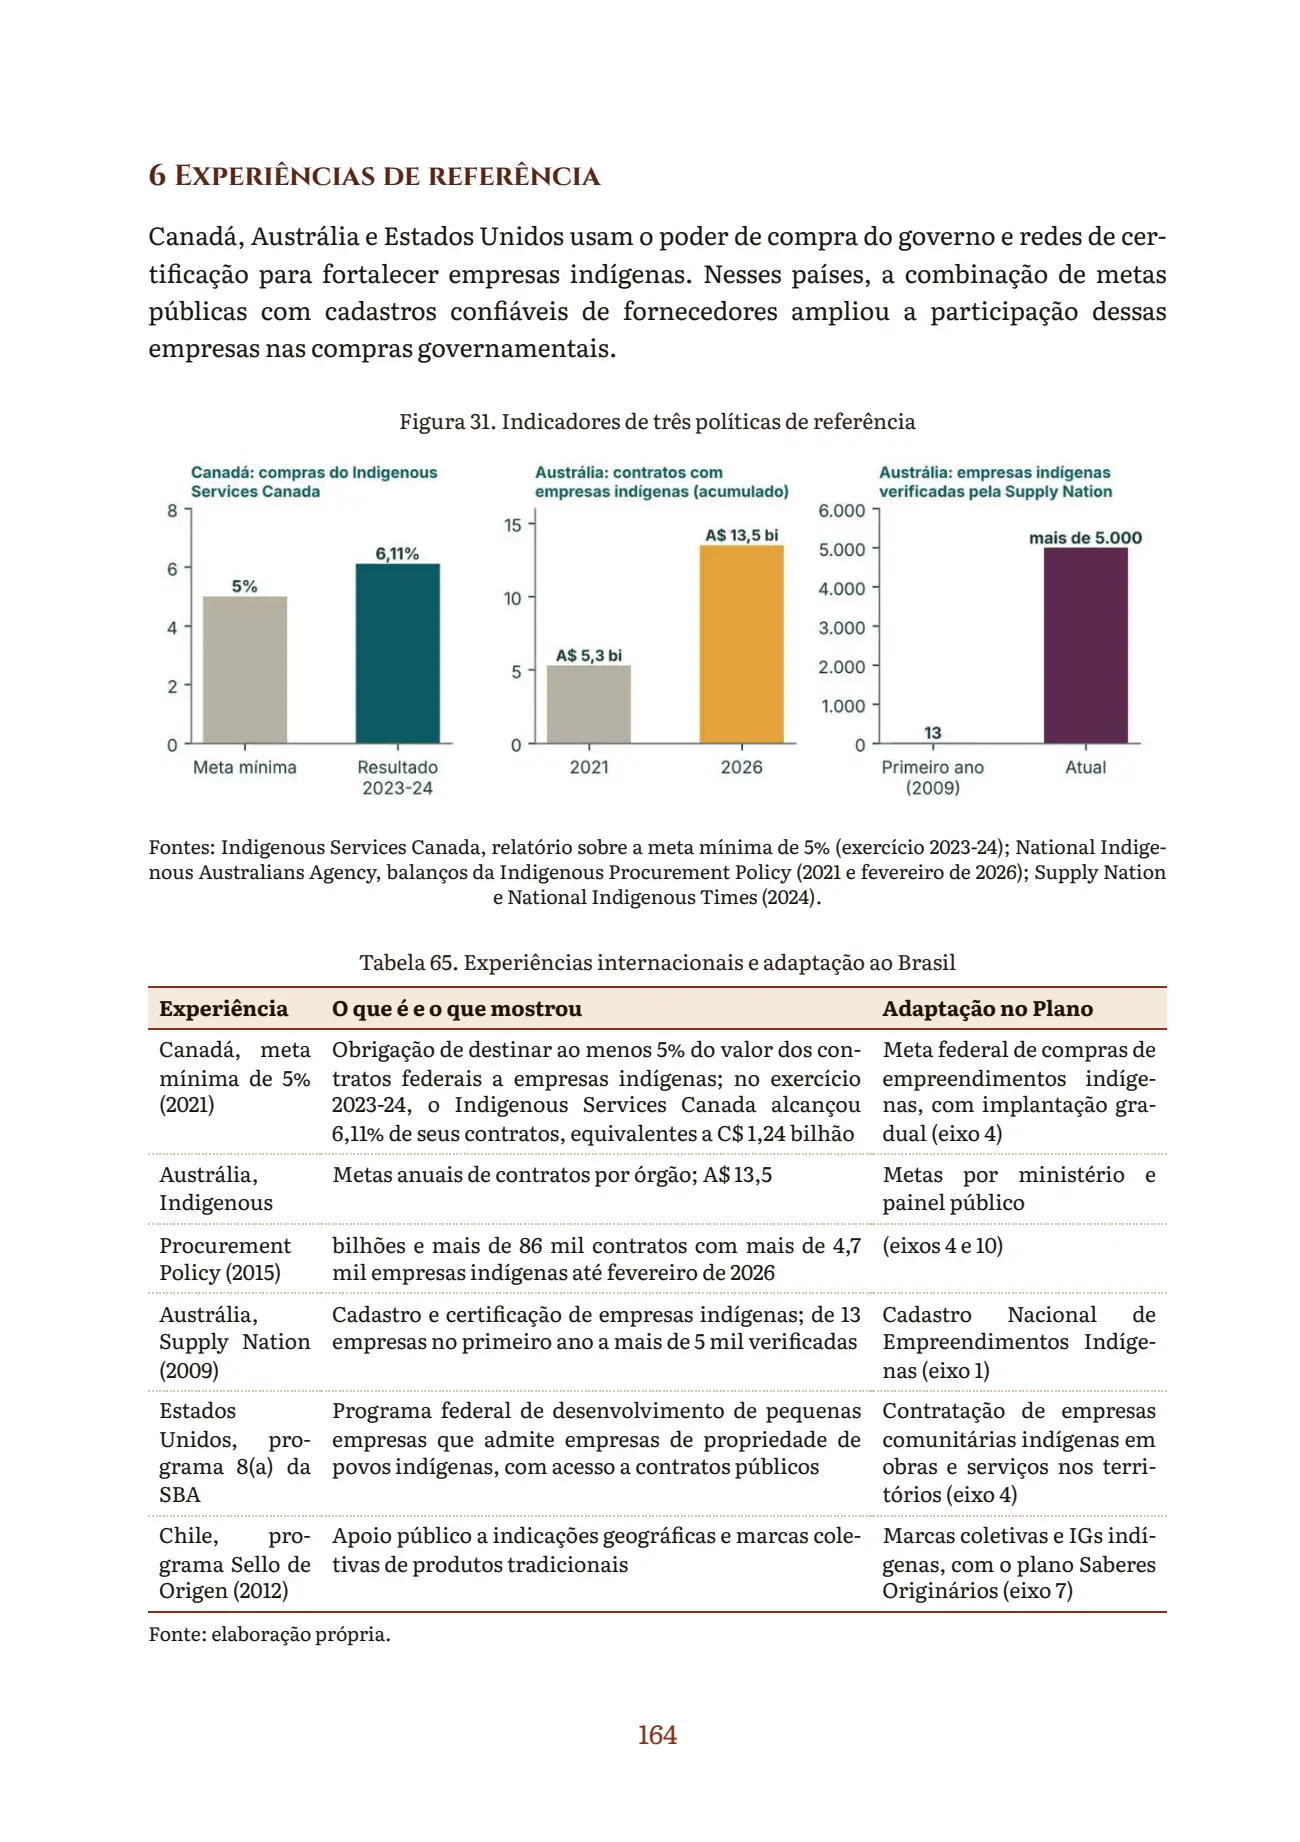 6 Experiências de referência
Canadá, Austrália e Estados Unidos usam o poder de compra do governo e redes de cer-
tificação para fortalecer empresas indígenas. Nesses países, a combinação de metas
públicas com cadastros confiáveis de fornecedores ampliou a participação dessas
empresas nas compras governamentais.
Figura 31. Indicadores de três políticas de referência
Canadá: compras do Indigenous
Services Canada
8
6
4
2
0
5%
6,11%
Meta mínima
Resultado
2023-24
Austrália: contratos com
empresas indígenas (acumulado)
15
10
5
0
A$ 5,3 bi
A$ 13,5 bi
2021
2026
Austrália: empresas indígenas
verificadas pela Supply Nation
6.000
5.000
4.000
3.000
2.000
1.000
0
13
mais de 5.000
Primeiro ano
(2009)
Atual
Fontes: Indigenous Services Canada, relatório sobre a meta mínima de 5% (exercício 2023-24); National Indige-
nous Australians Agency, balanços da Indigenous Procurement Policy (2021 e fevereiro de 2026); Supply Nation
e National Indigenous Times (2024).
Tabela 65. Experiências internacionais e adaptação ao Brasil
Experiência
O que é e o que mostrou
Adaptação no Plano
Canadá, meta
mínima de 5%
(2021)
Obrigação de destinar ao menos 5% do valor dos con-
tratos federais a empresas indígenas; no exercício
2023-24, o Indigenous Services Canada alcançou
6,11% de seus contratos, equivalentes a C$ 1,24 bilhão
Meta federal de compras de
empreendimentos indíge-
nas, com implantação gra-
dual (eixo 4)
Austrália,
Indigenous
Metas anuais de contratos por órgão; A$ 13,5
Metas por ministério e
painel público
Procurement
Policy (2015)
bilhões e mais de 86 mil contratos com mais de 4,7
mil empresas indígenas até fevereiro de 2026
(eixos 4 e 10)
Austrália,
Supply Nation
(2009)
Cadastro e certificação de empresas indígenas; de 13
empresas no primeiro ano a mais de 5 mil verificadas
Cadastro Nacional de
Empreendimentos Indíge-
nas (eixo 1)
Estados
Unidos, pro-
grama 8(a) da
SBA
Programa federal de desenvolvimento de pequenas
empresas que admite empresas de propriedade de
povos indígenas, com acesso a contratos públicos
Contratação de empresas
comunitárias indígenas em
obras e serviços nos terri-
tórios (eixo 4)
Chile, pro-
grama Sello de
Origen (2012)
Apoio público a indicações geográficas e marcas cole-
tivas de produtos tradicionais
Marcas coletivas e IGs indí-
genas, com o plano Saberes
Originários (eixo 7)
Fonte: elaboração própria.
164